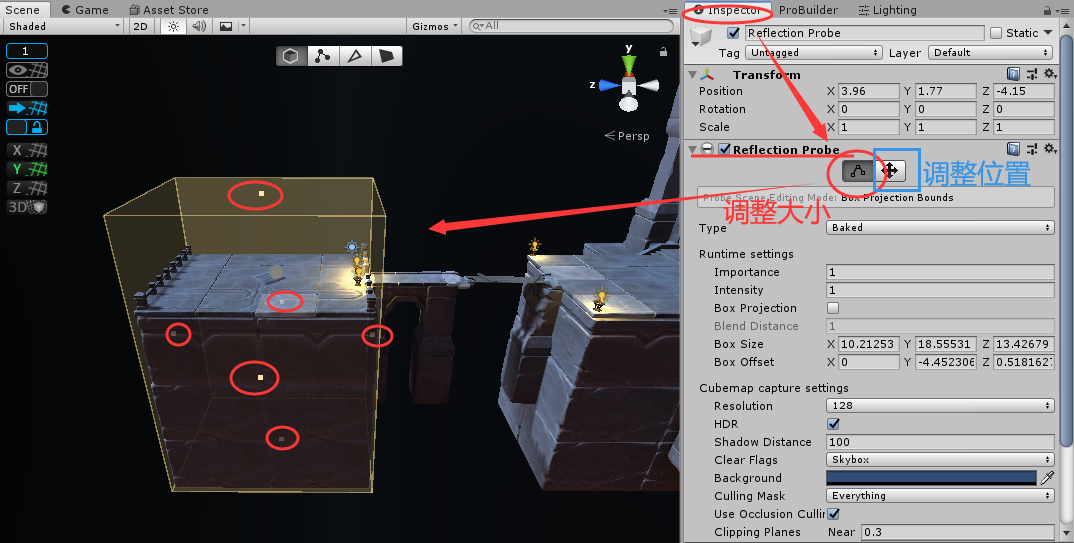 Scene Game Asset Store
Shaded 2D Gizmos All
1
OFF
X
Y
Z
3D
y
z
Persp
Inspector ProBuilder Lighting
Reflection Probe Static
Tag Untagged Layer Default
Transform
Position X 3.96 Y 1.77 Z -4.15
Rotation X 0 Y 0 Z 0
Scale X 1 Y 1 Z 1
Reflection Probe
调整位置
Probe Scene Editing Mode: Box Projection Bounds
调整大小
Type Baked
Runtime settings
Importance 1
Intensity 1
Box Projection
Blend Distance 1
Box Size X 10.21253 Y 18.55531 Z 13.42679
Box Offset X 0 Y -4.452306 Z 0.5181627
Cubemap capture settings
Resolution 128
HDR
Shadow Distance 100
Clear Flags Skybox
Background
Culling Mask Everything
Use Occlusion Culli
Clipping Planes Near 0.3